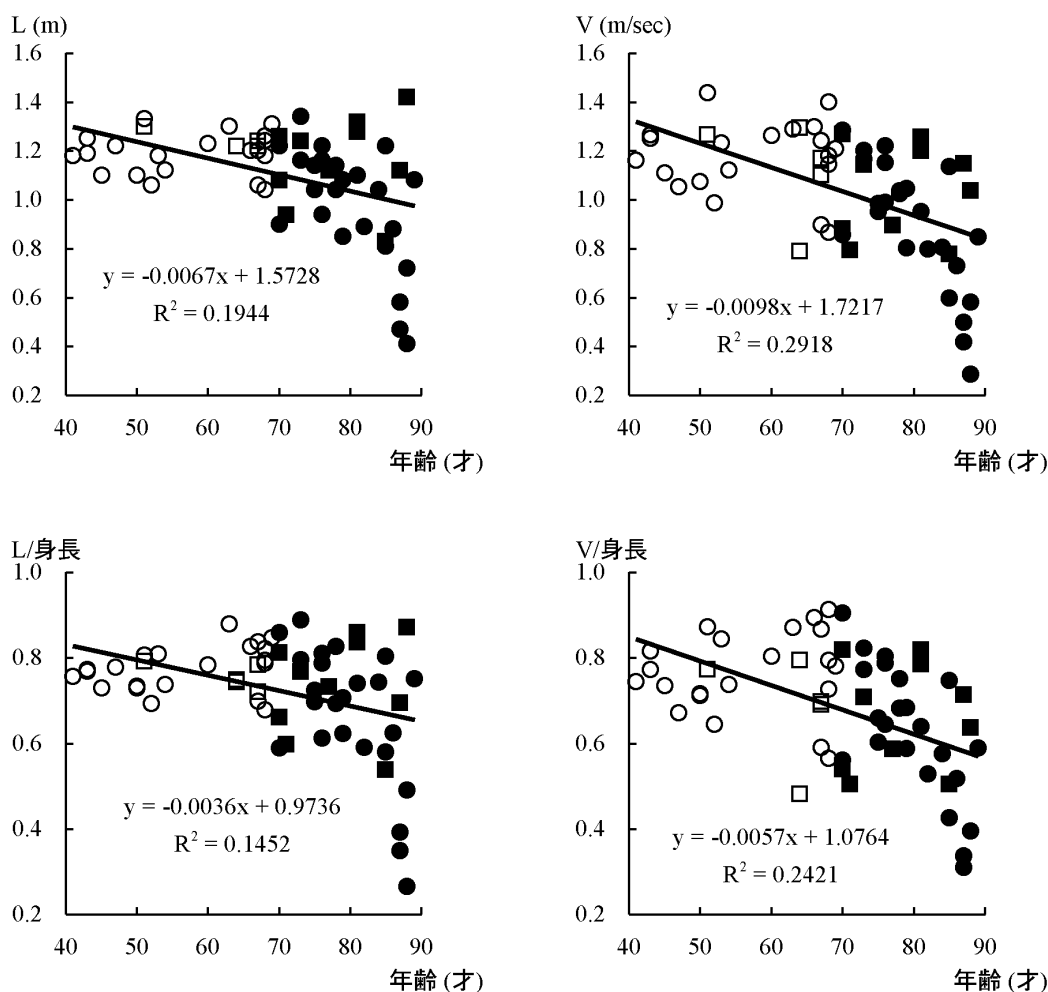 L (m)
1.6
1.4
1.2
1.0
0.8
0.6
0.4
0.2
y = -0.0067x + 1.5728
R² = 0.1944
40 50 60 70 80 90
年齢 (才)
V (m/sec)
1.6
1.4
1.2
1.0
0.8
0.6
0.4
0.2
y = -0.0098x + 1.7217
R² = 0.2918
40 50 60 70 80 90
年齢 (才)
L/身長
1.0
0.8
0.6
0.4
0.2
y = -0.0036x + 0.9736
R² = 0.1452
40 50 60 70 80 90
年齢 (才)
V/身長
1.0
0.8
0.6
0.4
0.2
y = -0.0057x + 1.0764
R² = 0.2421
40 50 60 70 80 90
年齢 (才)